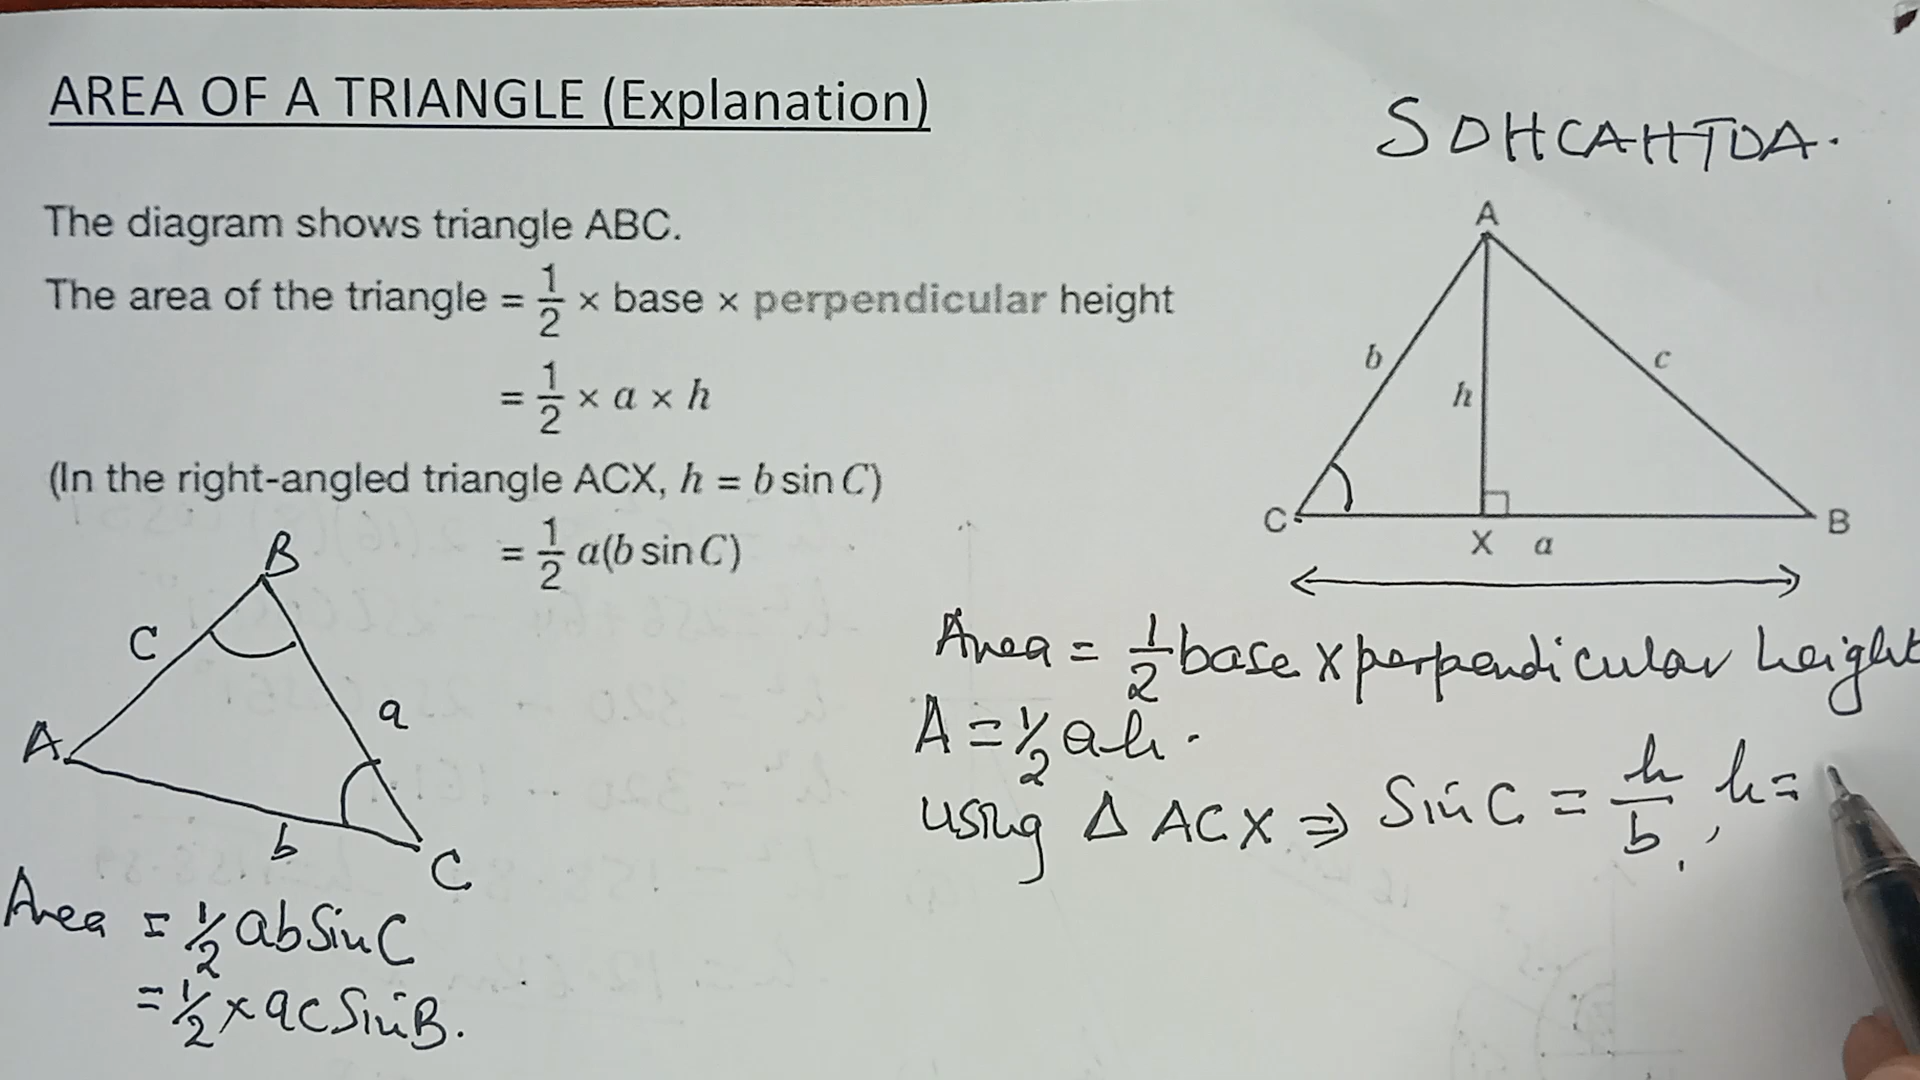 AREA OF A TRIANGLE (Explanation)
SOHCAHTOA.
The diagram shows triangle ABC.
The area of the triangle = 1/2 × base × perpendicular height
= 1/2 × a × h
(In the right-angled triangle ACX, h = b sin C)
= 1/2 a(b sin C)
A
b
c
h
C
B
X a
B
C
a
A
b
C
Area = 1/2 ab Sin C
= 1/2 × ac Sin B.
Area = 1/2 base × perpendicular height
A = 1/2 ah.
using Δ ACX ⇒ Sin C = h/b, h =